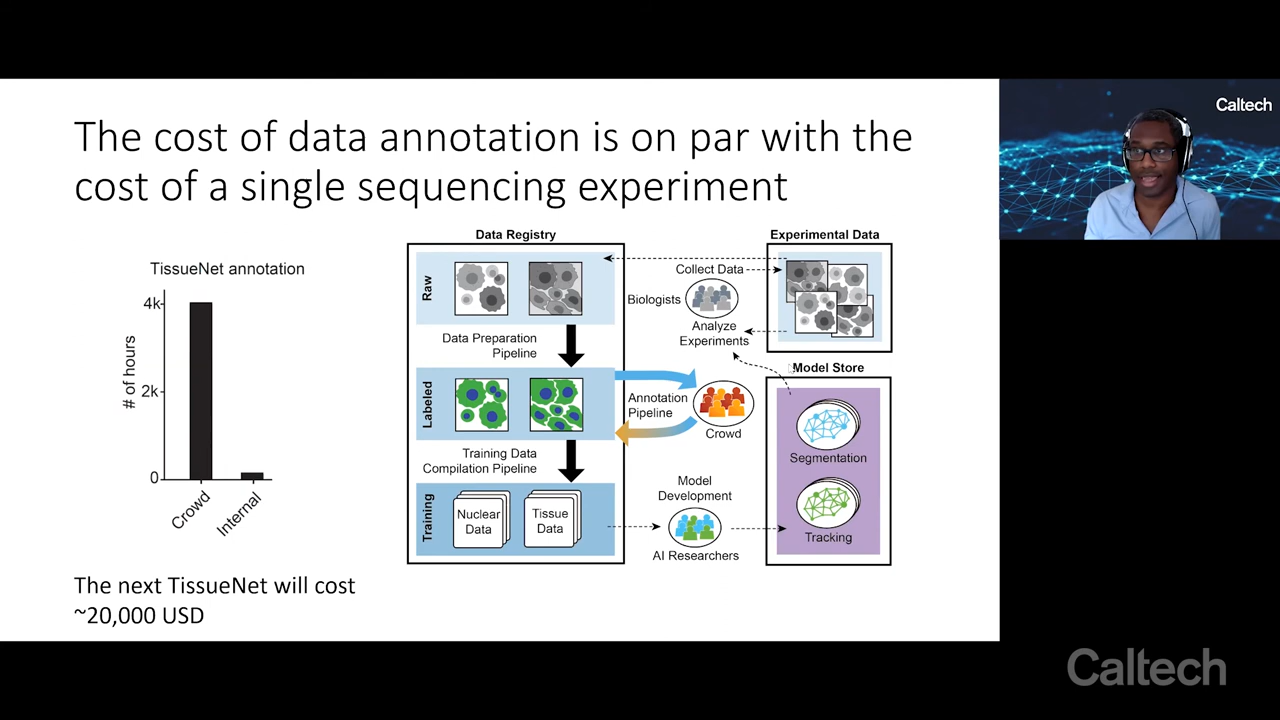 The cost of data annotation is on par with the
cost of a single sequencing experiment
TissueNet annotation
# of hours
4k
2k
0
Crowd
Internal
The next TissueNet will cost
~20,000 USD
Data Registry
Raw
Data Preparation
Pipeline
Labeled
Training Data
Compilation Pipeline
Training
Nuclear
Data
Tissue
Data
Collect Data
Biologists
Analyze
Experiments
Annotation
Pipeline
Crowd
Model
Development
AI Researchers
Experimental Data
Model Store
Segmentation
Tracking
Caltech
Caltech